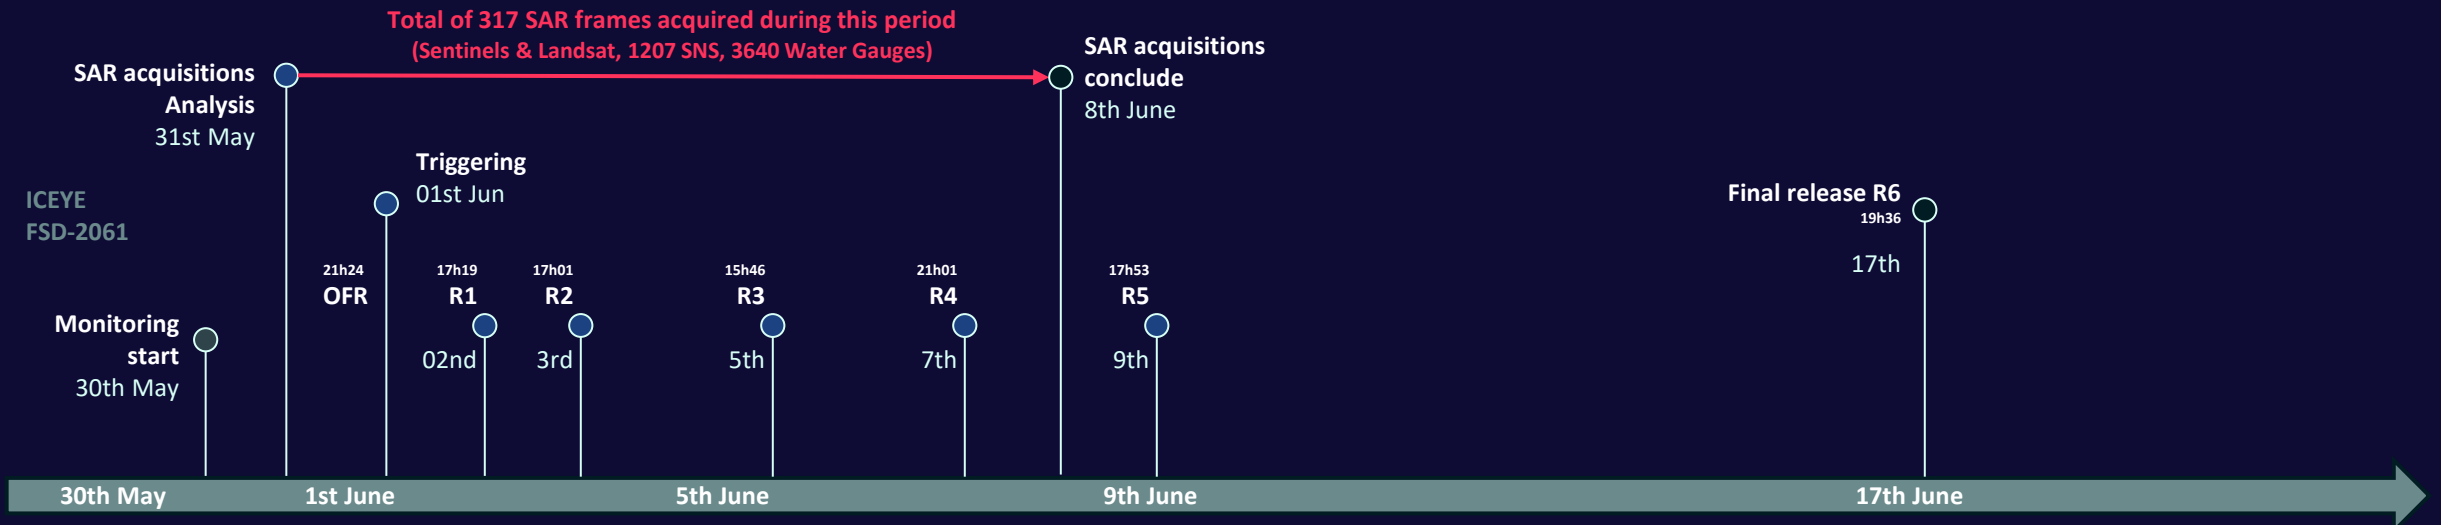 Total of 317 SAR frames acquired during this period
(Sentinels & Landsat, 1207 SNS, 3640 Water Gauges)
SAR acquisitions
Analysis
31st May
SAR acquisitions
conclude
8th June
Triggering
01st Jun
ICEYE
FSD-2061
Final release R6
19h36
17th
21h24
OFR
17h19
R1
02nd
17h01
R2
3rd
15h46
R3
5th
21h01
R4
7th
17h53
R5
9th
Monitoring
start
30th May
30th May
1st June
5th June
9th June
17th June